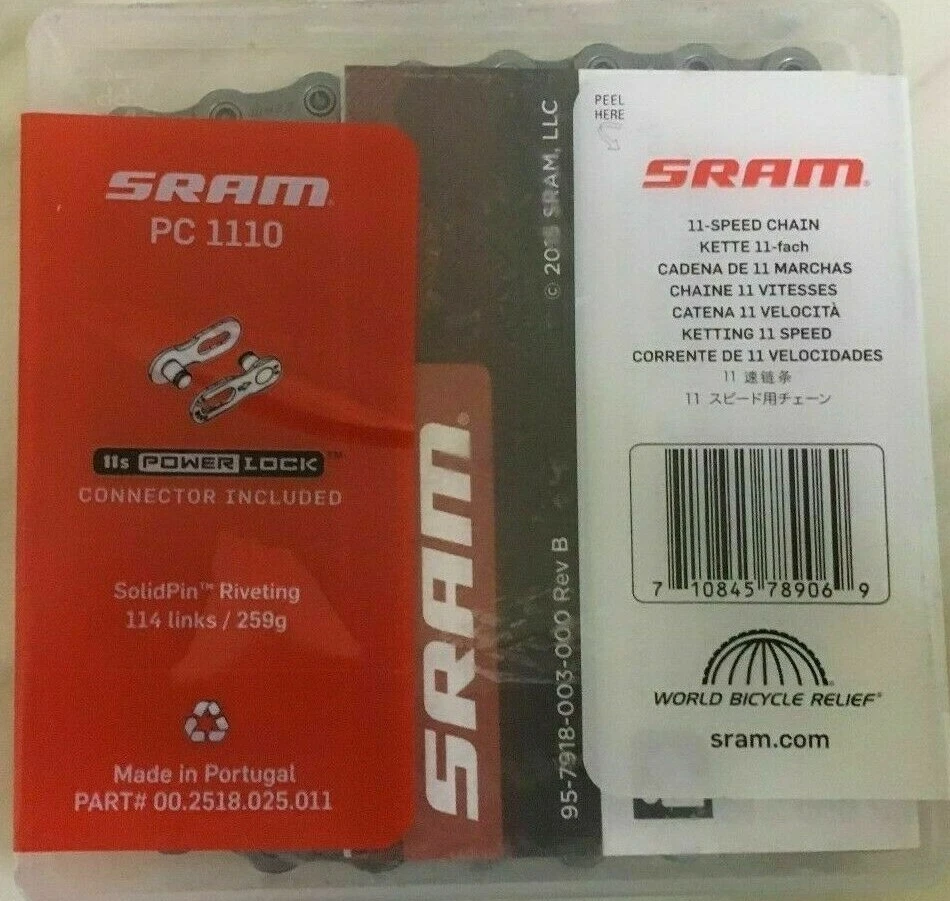 SRAM
PC 1110
11s POWER LOCK™
CONNECTOR INCLUDED
SolidPin™ Riveting
114 links / 259g
Made in Portugal
PART# 00.2518.025.011
SRAM®
SRAM, LLC
95-7918-003-000 Rev B
PEEL
HERE
SRAM®
11-SPEED CHAIN
KETTE 11-fach
CADENA DE 11 MARCHAS
CHAINE 11 VITESSES
CATENA 11 VELOCITÀ
KETTING 11 SPEED
CORRENTE DE 11 VELOCIDADES
11 速链条
11 スピード用チェーン
7 10845 78906 9
WORLD BICYCLE RELIEF®
sram.com